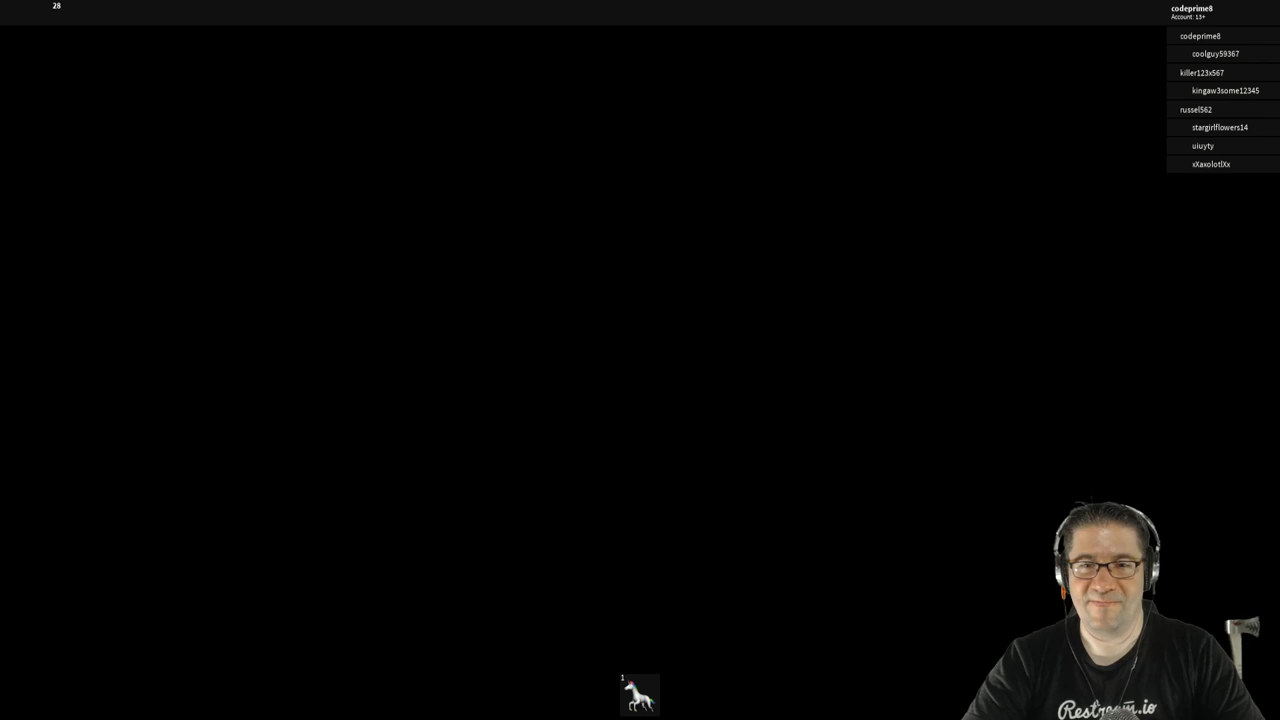 28
codeprime8
Account: 13+
codeprime8
coolguy59367
killer123x567
kingaw3some12345
russel562
stargirlflowers14
uiuyty
xXaxolotlXx
1
Restream.io